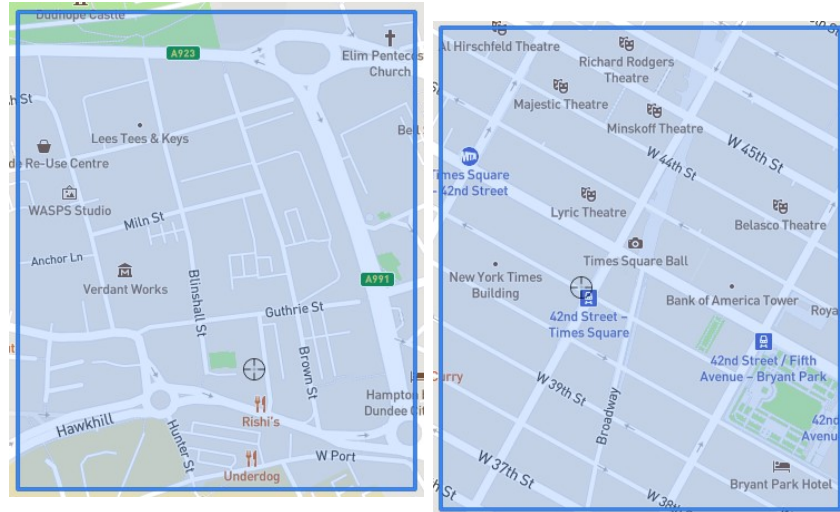 Dudhope Castle
A923
Elim Pentecos
Church
h St
Lees Tees & Keys
Bell
de Re-Use Centre
WASPS Studio
Miln St
Anchor Ln
Verdant Works
Blinshall St
A991
Guthrie St
Brown St
Hampton
Dundee Cit
Rishi's
Hawkhill
Hunter St
W Port
Underdog
Al Hirschfeld Theatre
Richard Rodgers
Theatre
Majestic Theatre
Minskoff Theatre
W 45th St
W 44th St
Times Square
- 42nd Street
Lyric Theatre
Belasco Theatre
Times Square Ball
New York Times
Building
Bank of America Tower
Roya
42nd Street –
Times Square
42nd Street / Fifth
Avenue – Bryant Park
Curry
W 39th St
Broadway
42nd
Avenu
W 37th St
Bryant Park Hotel
h St
W 38th